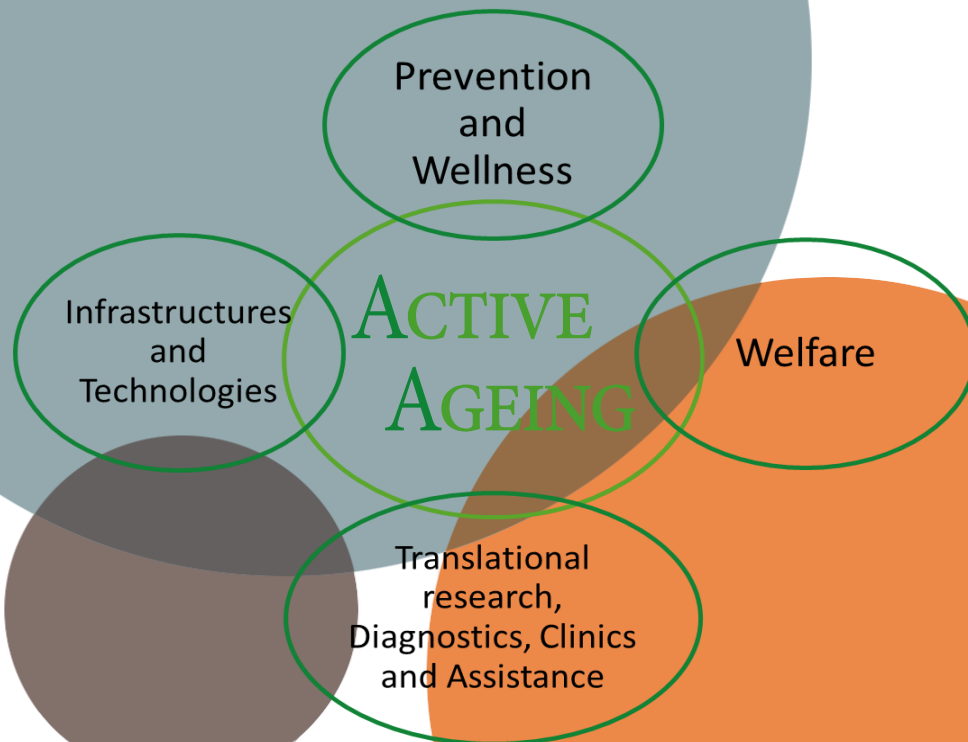 Prevention
and
Wellness
Infrastructures
and
Technologies
ACTIVE
AGEING
Welfare
Translational
research,
Diagnostics, Clinics
and Assistance